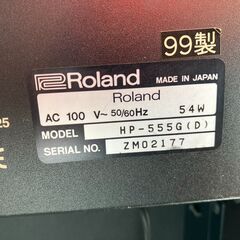 99製
Roland MADE IN JAPAN
Roland
AC 100 V~ 50/60Hz 54W
MODEL HP-555G(D)
SERIAL NO. ZM02177
25